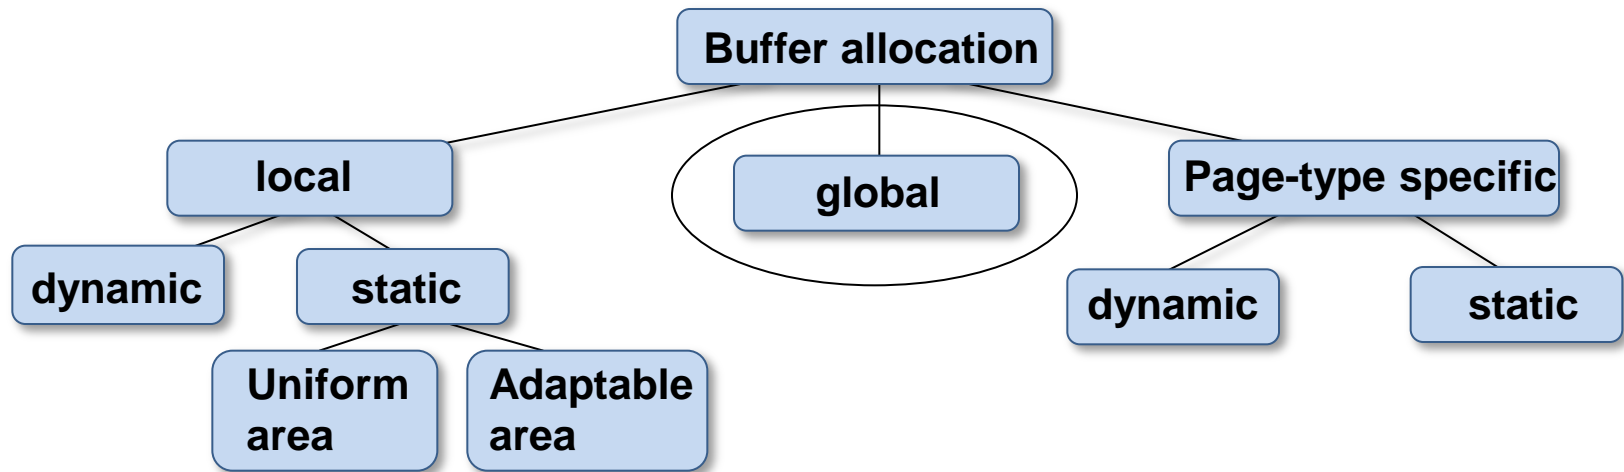 Buffer allocation
local
global
Page-type specific
dynamic
static
dynamic
static
Uniform
area
Adaptable
area